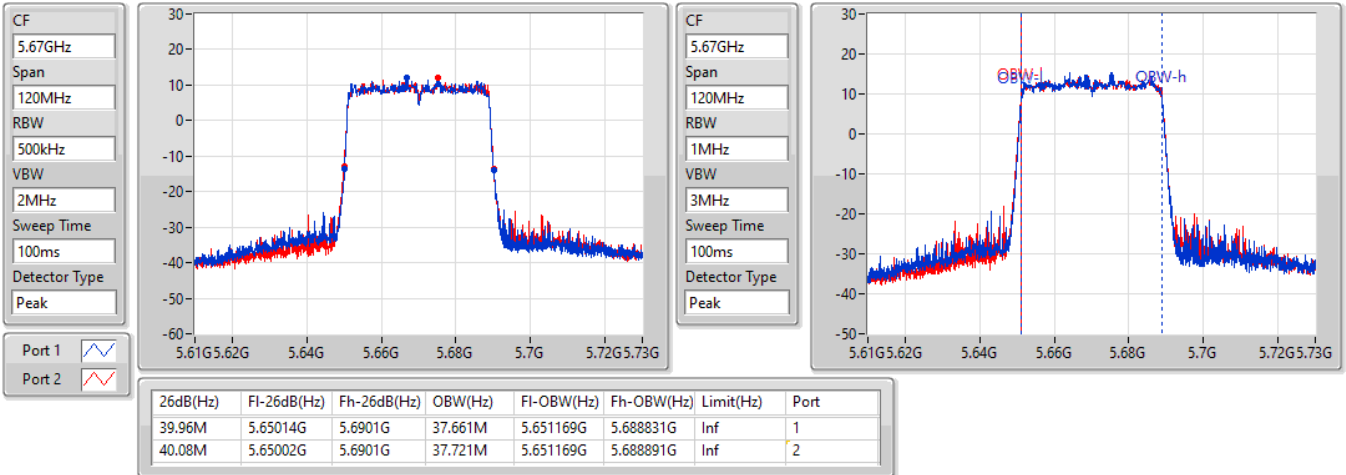 CF
5.67GHz
Span
120MHz
RBW
500kHz
VBW
2MHz
Sweep Time
100ms
Detector Type
Peak
Port 1
Port 2
30
20
10
0
-10
-20
-30
-40
-50
-60
5.61G 5.62G 5.64G 5.66G 5.68G 5.7G 5.72G 5.73G
CF
5.67GHz
Span
120MHz
RBW
1MHz
VBW
3MHz
Sweep Time
100ms
Detector Type
Peak
30
20
10
0
-10
-20
-30
-40
-50
OBW-h
5.61G 5.62G 5.64G 5.66G 5.68G 5.7G 5.72G 5.73G
26dB(Hz) Fl-26dB(Hz) Fh-26dB(Hz) OBW(Hz) Fl-OBW(Hz) Fh-OBW(Hz) Limit(Hz) Port
39.96M 5.65014G 5.6901G 37.661M 5.651169G 5.688831G Inf 1
40.08M 5.65002G 5.6901G 37.721M 5.651169G 5.688891G Inf 2